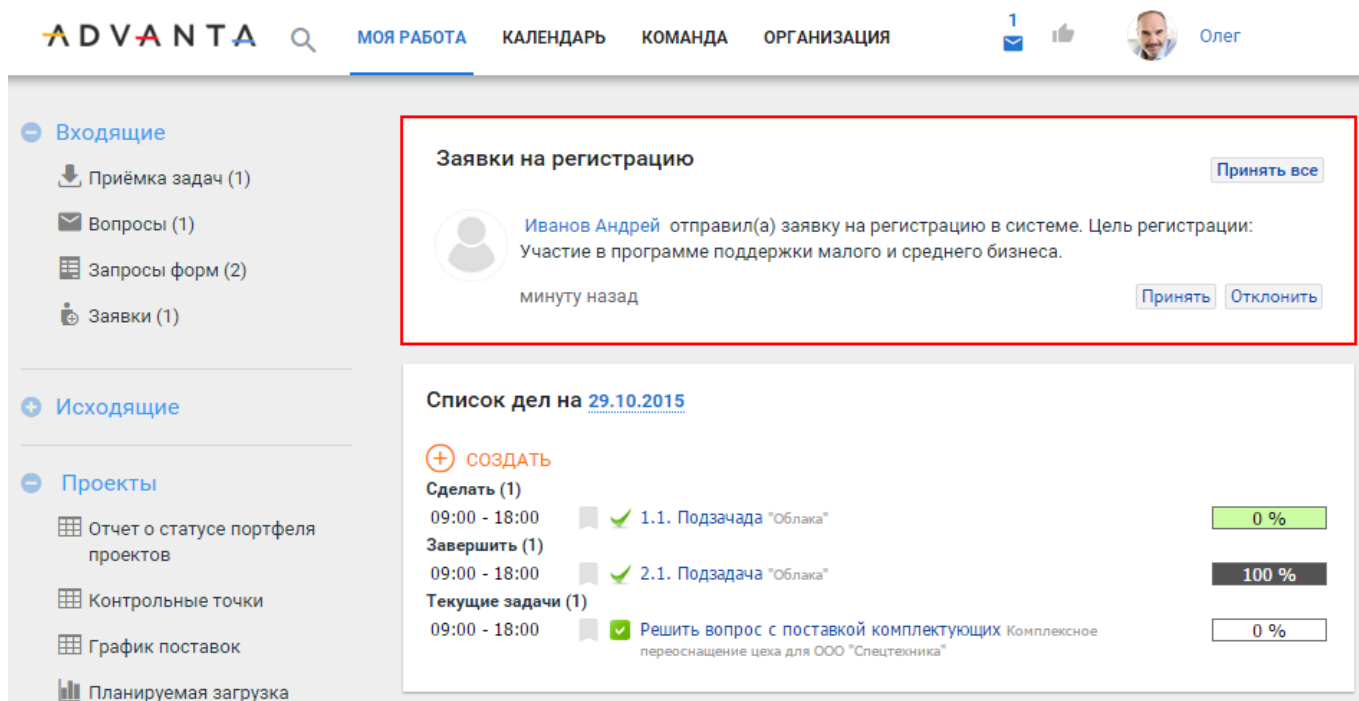 ADVANTA
МОЯ РАБОТА
КАЛЕНДАРЬ
КОМАНДА
ОРГАНИЗАЦИЯ
1
Олег
Входящие
Приёмка задач (1)
Вопросы (1)
Запросы форм (2)
Заявки (1)
Исходящие
Проекты
Отчет о статусе портфеля
проектов
Контрольные точки
График поставок
Планируемая загрузка
Заявки на регистрацию
Принять все
Иванов Андрей отправил(а) заявку на регистрацию в системе. Цель регистрации:
Участие в программе поддержки малого и среднего бизнеса.
минуту назад
Принять Отклонить
Список дел на 29.10.2015
СОЗДАТЬ
Сделать (1)
09:00 - 18:00 1.1. Подзачада "Облака" 0 %
Завершить (1)
09:00 - 18:00 2.1. Подзадача "Облака" 100 %
Текущие задачи (1)
09:00 - 18:00 Решить вопрос с поставкой комплектующих Комплексное 0 %
переоснащение цеха для ООО "Спецтехника"